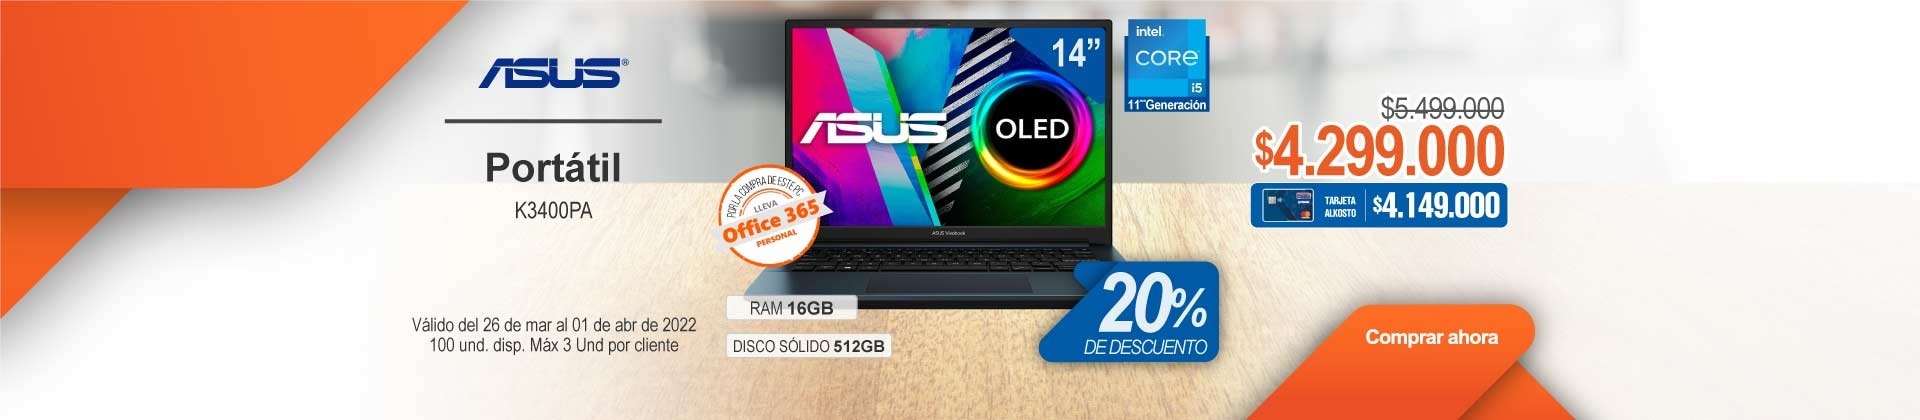 ASUS®
Portátil
K3400PA
Válido del 26 de mar al 01 de abr de 2022
100 und. disp. Máx 3 Und por cliente
14”
ASUS
OLED
ASUS Vivobook
POR LA COMPRA DE ESTE PC
LLEVA
Office 365
PERSONAL
RAM 16GB
DISCO SÓLIDO 512GB
intel.
CORE
i5
Generación
20%
DE DESCUENTO
$5.499.000
$4.299.000
TARJETA
ALKOSTO
$4.149.000
Comprar ahora